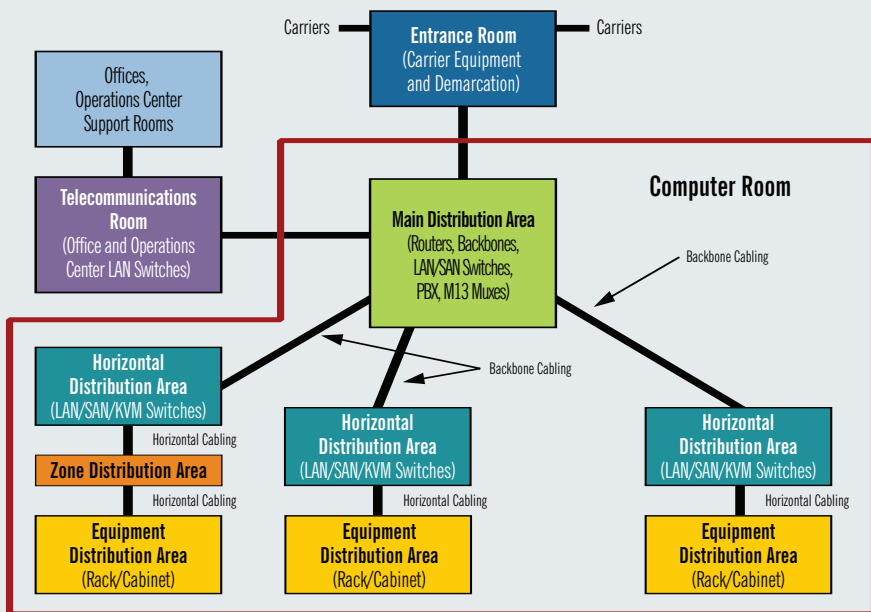 Carriers
Entrance Room
(Carrier Equipment
and Demarcation)
Carriers
Offices,
Operations Center
Support Rooms
Telecommunications
Room
(Office and Operations
Center LAN Switches)
Main Distribution Area
(Routers, Backbones,
LAN/SAN Switches,
PBX, M13 Muxes)
Computer Room
Backbone Cabling
Backbone Cabling
Horizontal
Distribution Area
(LAN/SAN/KVM Switches)
Horizontal Cabling
Zone Distribution Area
Horizontal Cabling
Equipment
Distribution Area
(Rack/Cabinet)
Horizontal
Distribution Area
(LAN/SAN/KVM Switches)
Horizontal Cabling
Equipment
Distribution Area
(Rack/Cabinet)
Horizontal
Distribution Area
(LAN/SAN/KVM Switches)
Horizontal Cabling
Equipment
Distribution Area
(Rack/Cabinet)